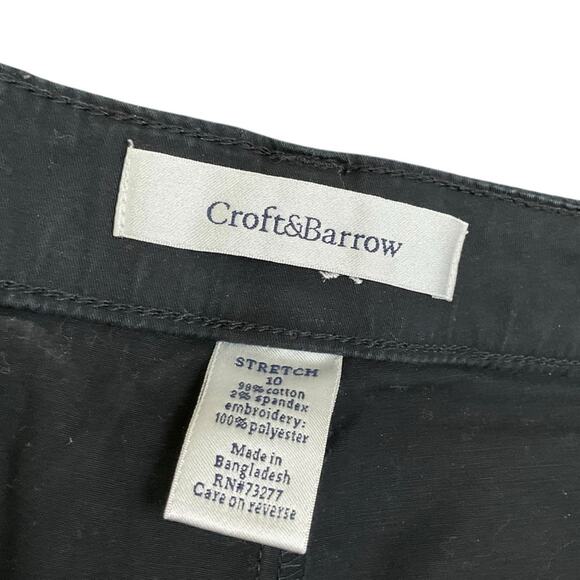 Croft&Barrow
STRETCH
10
98% cotton
2% spandex
embroidery:
100% polyester
Made in
Bangladesh
RN#73277
Care on reverse